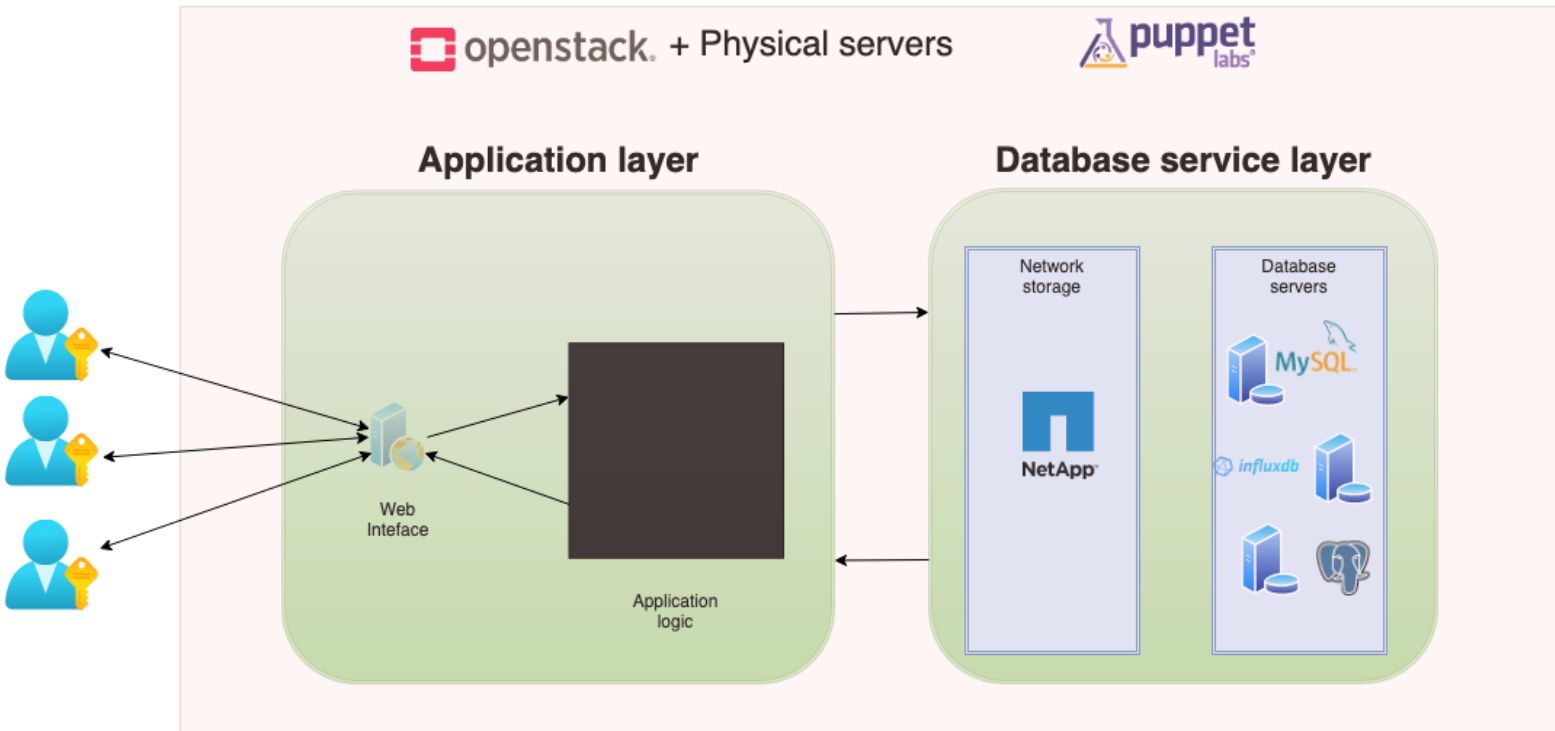 openstack. + Physical servers
puppet
labs
Application layer
Database service layer
Network
storage
Database
servers
MySQL
NetApp
influxdb
Web
Inteface
Application
logic